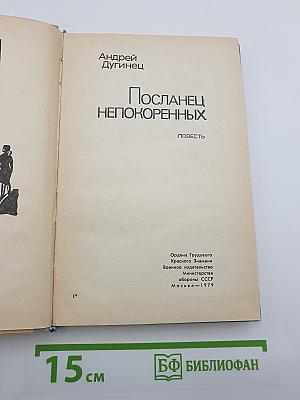 Андрей
Дугинец
Посланец
непокоренных
повесть
Ордена Трудового
Красного Знамени
Военное издательство
Министерства
обороны СССР
Москва—1979
1*
15 см
БФ БИБЛИОФАН